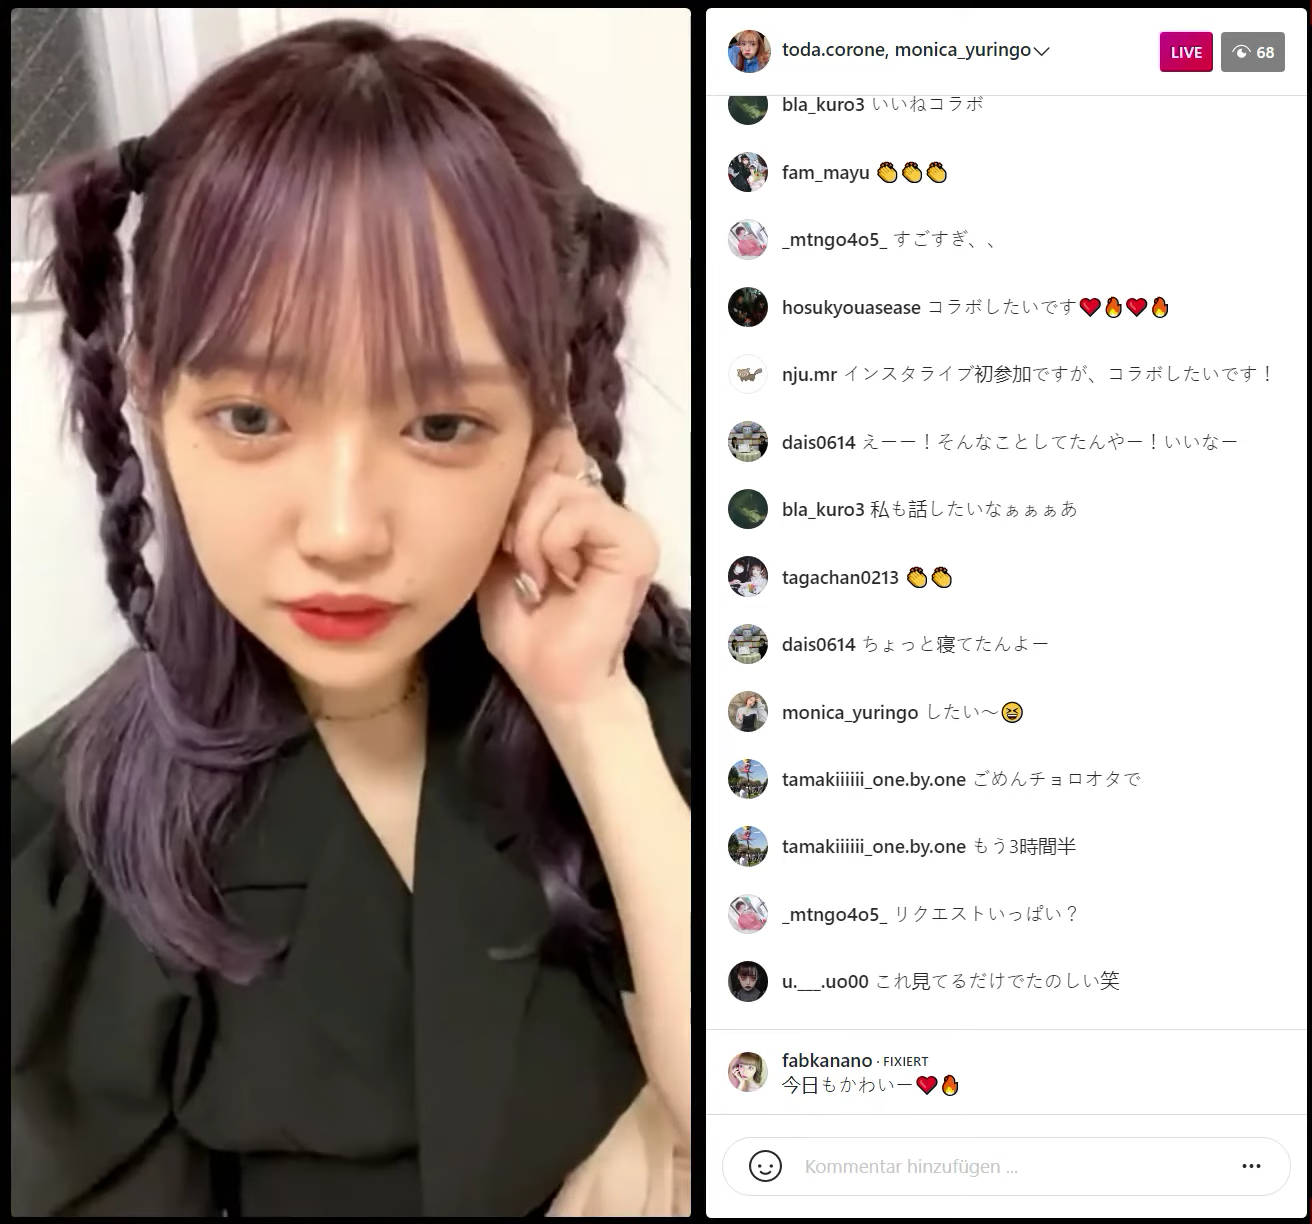 toda.corone, monica_yuringo
LIVE
68
bla_kuro3 いいねコラボ
fam_mayu 👏👏👏
_mtngo4o5_ すごすぎ、、
hosukyouasease コラボしたいです❤️🔥❤️🔥
nju.mr インスタライブ初参加ですが、コラボしたいです！
dais0614 えーー！そんなことしてたんやー！いいなー
bla_kuro3 私も話したいなぁぁぁあ
tagachan0213 👏👏
dais0614 ちょっと寝てたんよー
monica_yuringo したい〜😆
tamakiiiiii_one.by.one ごめんチョロオタで
tamakiiiiii_one.by.one もう3時間半
_mtngo4o5_ リクエストいっぱい？
u.___.uo00 これ見てるだけでたのしい笑
fabkanano · FIXIERT
今日もかわいー❤️🔥
Kommentar hinzufügen ...